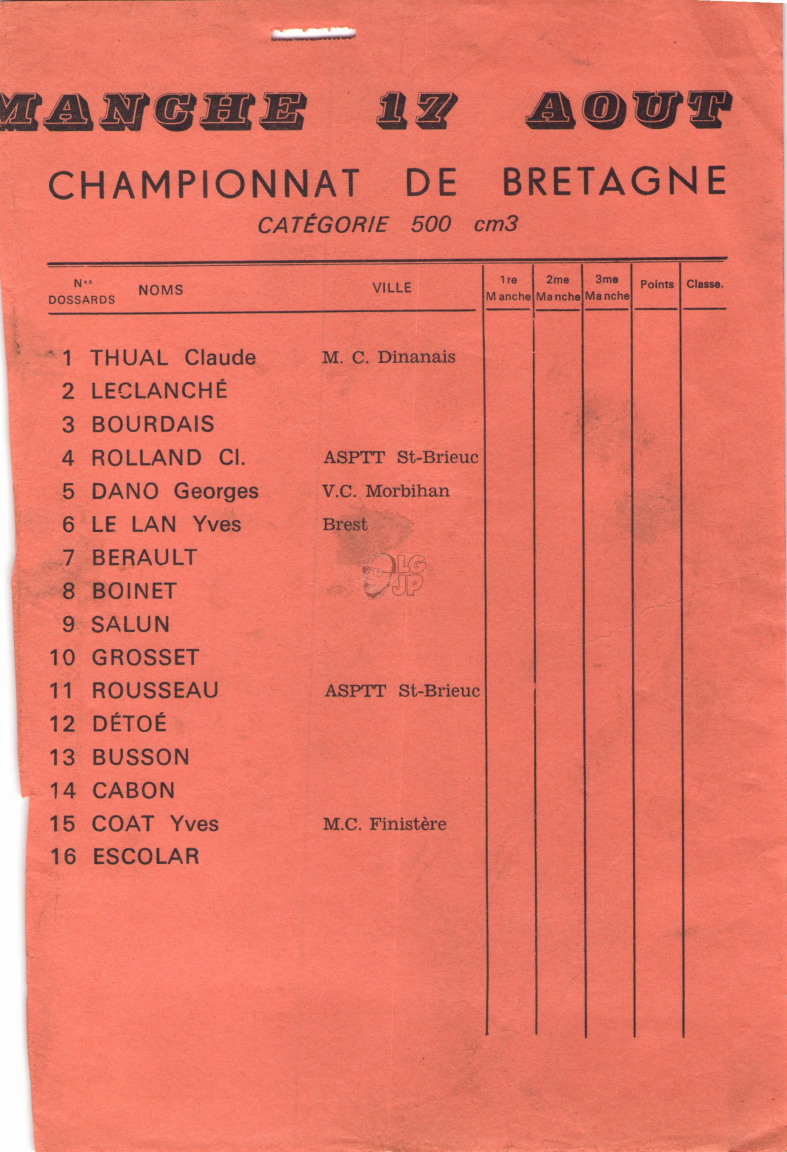 MANCHE 17 AOUT
CHAMPIONNAT DE BRETAGNE
CATÉGORIE 500 cm3
Nos DOSSARDS NOMS VILLE 1re Manche 2me Manche 3me Manche Points Classe.
1 THUAL Claude M. C. Dinanais
2 LECLANCHÉ
3 BOURDAIS
4 ROLLAND Cl. ASPTT St-Brieuc
5 DANO Georges V.C. Morbihan
6 LE LAN Yves Brest
7 BERAULT
LG
8 BOINET
JP
9 SALUN
10 GROSSET
11 ROUSSEAU ASPTT St-Brieuc
12 DÉTOÉ
13 BUSSON
14 CABON
15 COAT Yves M.C. Finistère
16 ESCOLAR